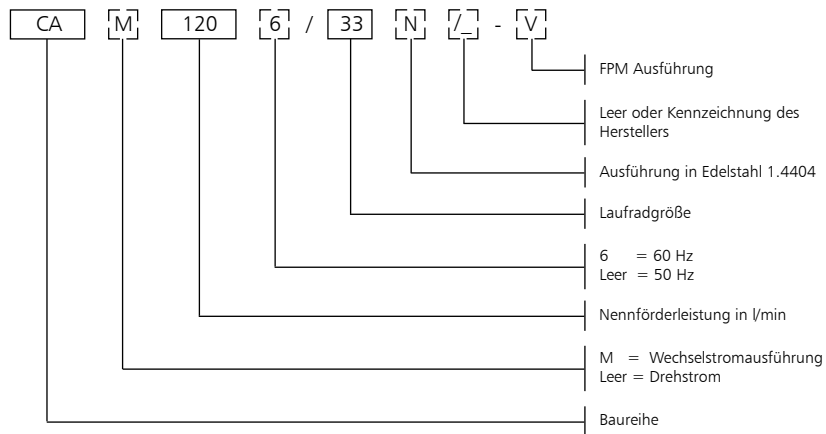 CA M 120 6 / 33 N /_ - V
FPM Ausführung
Leer oder Kennzeichnung des
Herstellers
Ausführung in Edelstahl 1.4404
Laufradgröße
6 = 60 Hz
Leer = 50 Hz
Nennförderleistung in l/min
M = Wechselstromausführung
Leer = Drehstrom
Baureihe